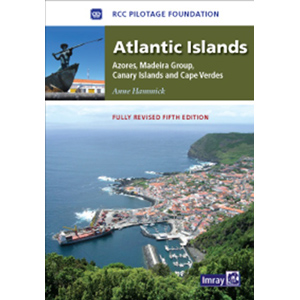 RCC PILOTAGE FOUNDATION
Atlantic Islands
Azores, Madeira Group,
Canary Islands and Cape Verdes
Anne Hammick
FULLY REVISED FIFTH EDITION
Imray